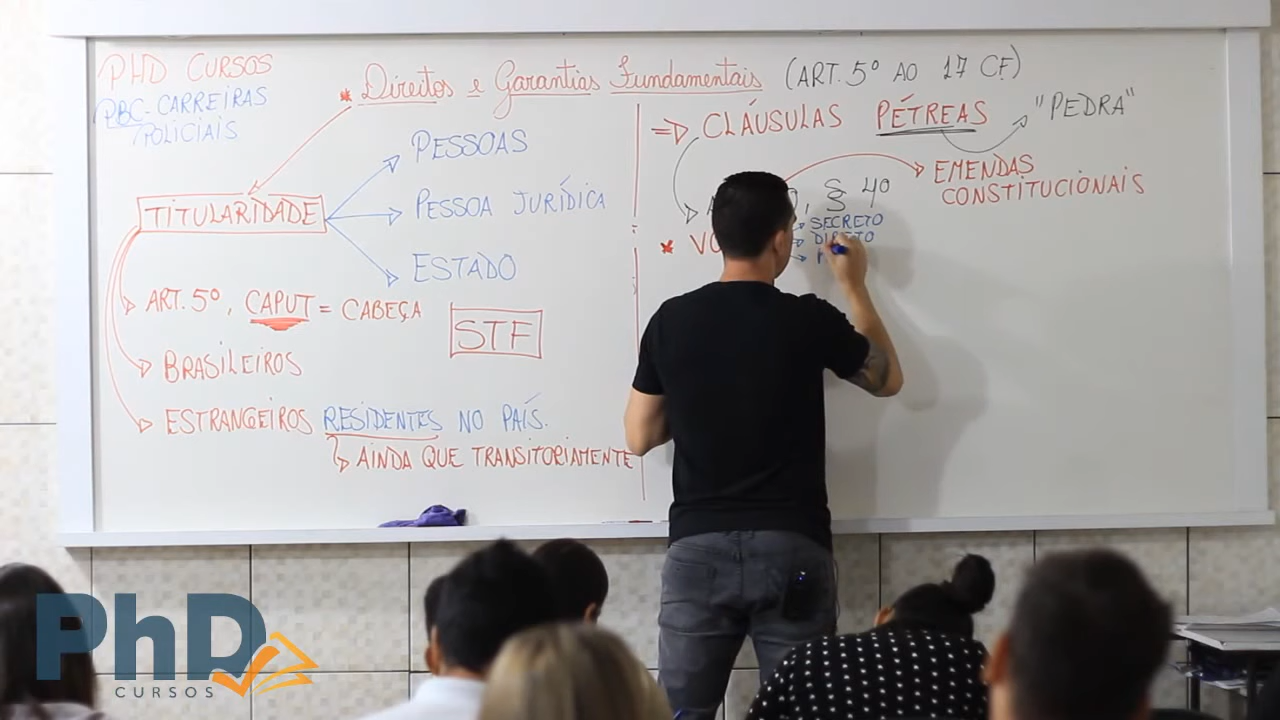 PHD CURSOS
PBC-CARREIRAS
POLICIAIS
* Direitos e Garantias Fundamentais (ART. 5º AO 17 CF.)
TITULARIDADE
PESSOAS
PESSOA JURÍDICA
ESTADO
ART. 5º, CAPUT = CABEÇA
STF
BRASILEIROS
ESTRANGEIROS RESIDENTES NO PAÍS.
AINDA QUE TRANSITORIAMENTE
=> CLÁUSULAS PÉTREAS
"PEDRA"
EMENDAS
CONSTITUCIONAIS
, § 4º
SECRETO
DIRETO
PhD
CURSOS